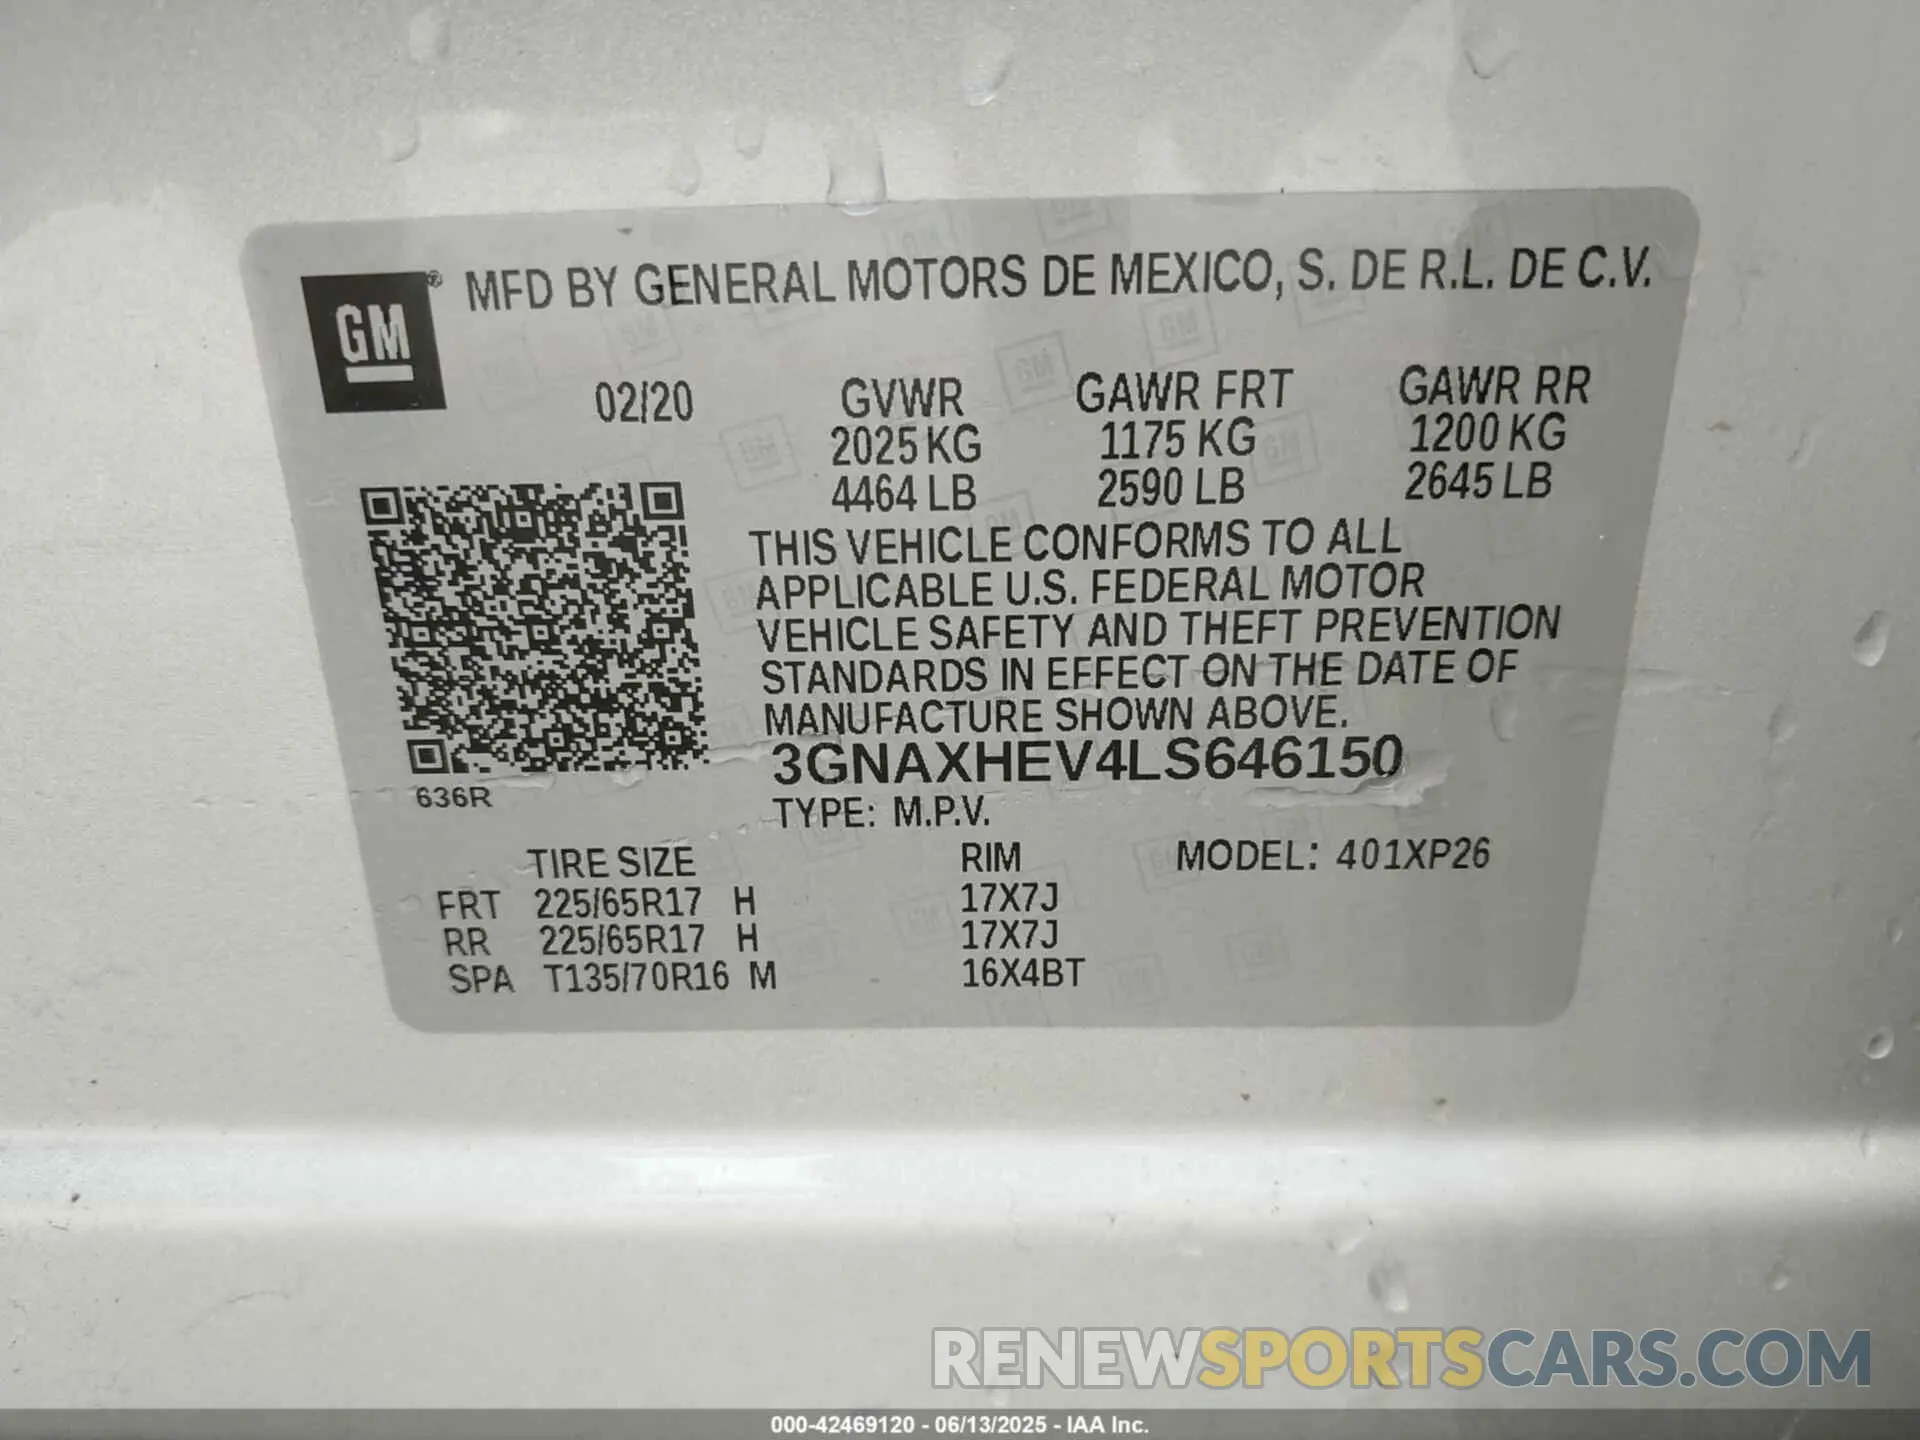 GM® MFD BY GENERAL MOTORS DE MEXICO, S. DE R.L. DE C.V.
02/20 GVWR GAWR FRT GAWR RR
2025 KG 1175 KG 1200 KG
4464 LB 2590 LB 2645 LB
THIS VEHICLE CONFORMS TO ALL
APPLICABLE U.S. FEDERAL MOTOR
VEHICLE SAFETY AND THEFT PREVENTION
STANDARDS IN EFFECT ON THE DATE OF
MANUFACTURE SHOWN ABOVE.
3GNAXHEV4LS646150
636R
TYPE: M.P.V.
TIRE SIZE RIM MODEL: 401XP26
FRT 225/65R17 H 17X7J
RR 225/65R17 H 17X7J
SPA T135/70R16 M 16X4BT
RENEWSPORTSCARS.COM
000-42469120 - 06/13/2025 - IAA Inc.